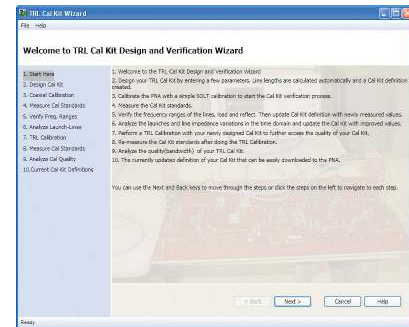 TRL Cal Kit Wizard
File Help
Welcome to TRL Cal Kit Design and Verification Wizard
1. Start Here
2. Design Cal Kit
3. Coaxial Calibration
4. Measure Cal Standards
5. Verify Freq. Ranges
6. Analyze Launch-Lines
7. TRL Calibration
8. Measure Cal Standards
9. Analyze Cal Quality
10.Current Cal Kit Definitions
1. Welcome to the TRL Cal Kit Design and Verification Wizard
2. Design your TRL Cal Kit by entering a few parameters. Line lengths are calculated automatically and a Cal Kit definition
created.
3. Calibrate the PNA with a simple SOLT calibration to start the Cal Kit verification process.
4. Measure the Cal Kit standards.
5. Verify the frequency ranges of the lines, load and reflect. Then update Cal Kit definition with newly measured values.
6. Analyze the launches and line impedance variations in the time domain and update the Cal Kit with improved values.
7. Perform a TRL Calibration with your newly designed Cal Kit to further access the quality of your Cal Kit.
8. Re-measure the Cal Kit standards after doing the TRL Calibration.
9. Analyze the quality(bandwidth) of your TRL Cal Kit.
10. The currently updated definition of your Cal Kit that can be easily downloaded to the PNA.
You can use the Next and Back keys to move through the steps or click the steps on the left to navigate to each step.
< Back Next > Cancel Help
Ready